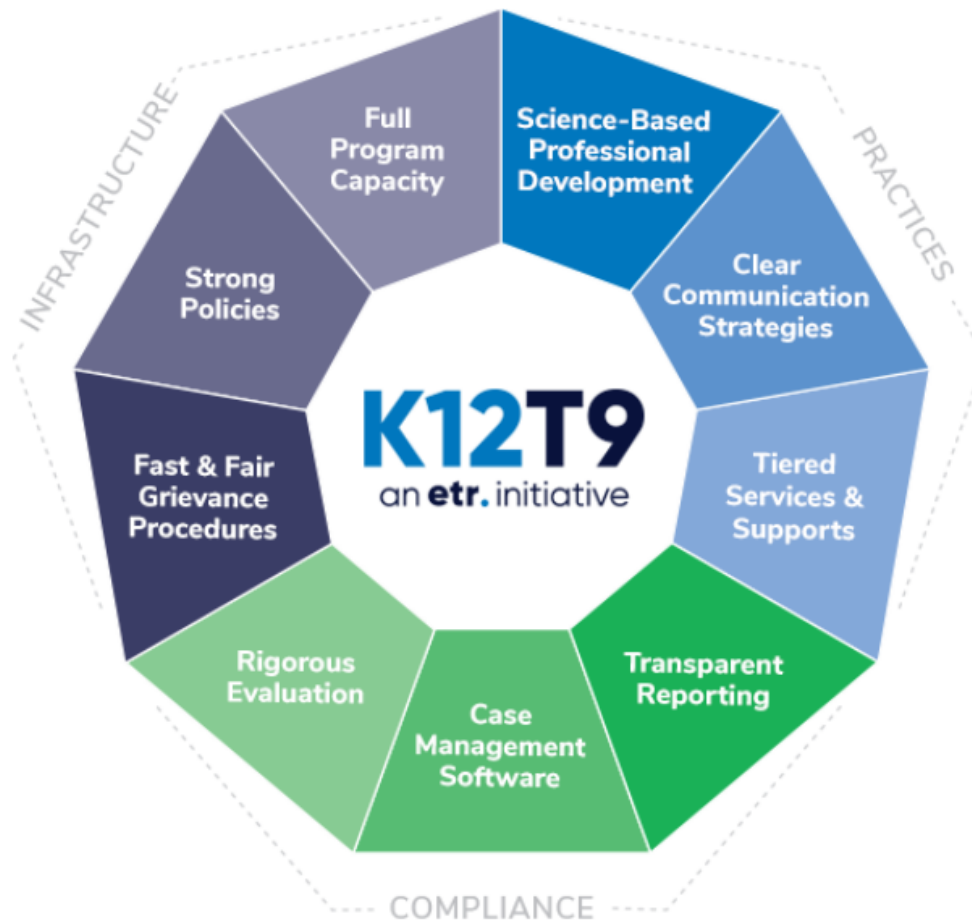 INFRASTRUCTURE
PRACTICES
Full
Program
Capacity
Science-Based
Professional
Development
Strong
Policies
Clear
Communication
Strategies
K12T9
an etr. initiative
Fast & Fair
Grievance
Procedures
Tiered
Services &
Supports
Rigorous
Evaluation
Transparent
Reporting
Case
Management
Software
COMPLIANCE